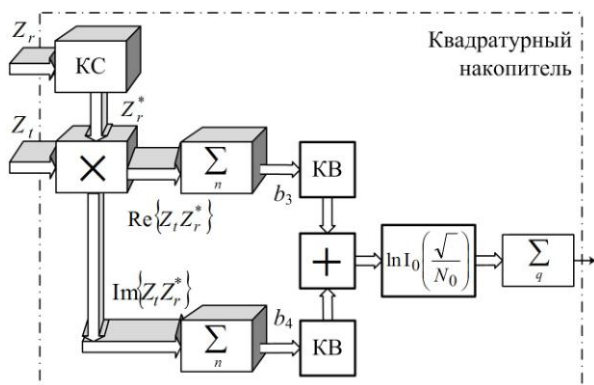 Z_r
КС
Квадратурный
накопитель
Z_r^*
Z_t
×
∑
n
b_3
КВ
Re{Z_t Z_r^*}
+
ln I_0 (√ / N_0)
∑
q
Im{Z_t Z_r^*}
∑
n
b_4
КВ